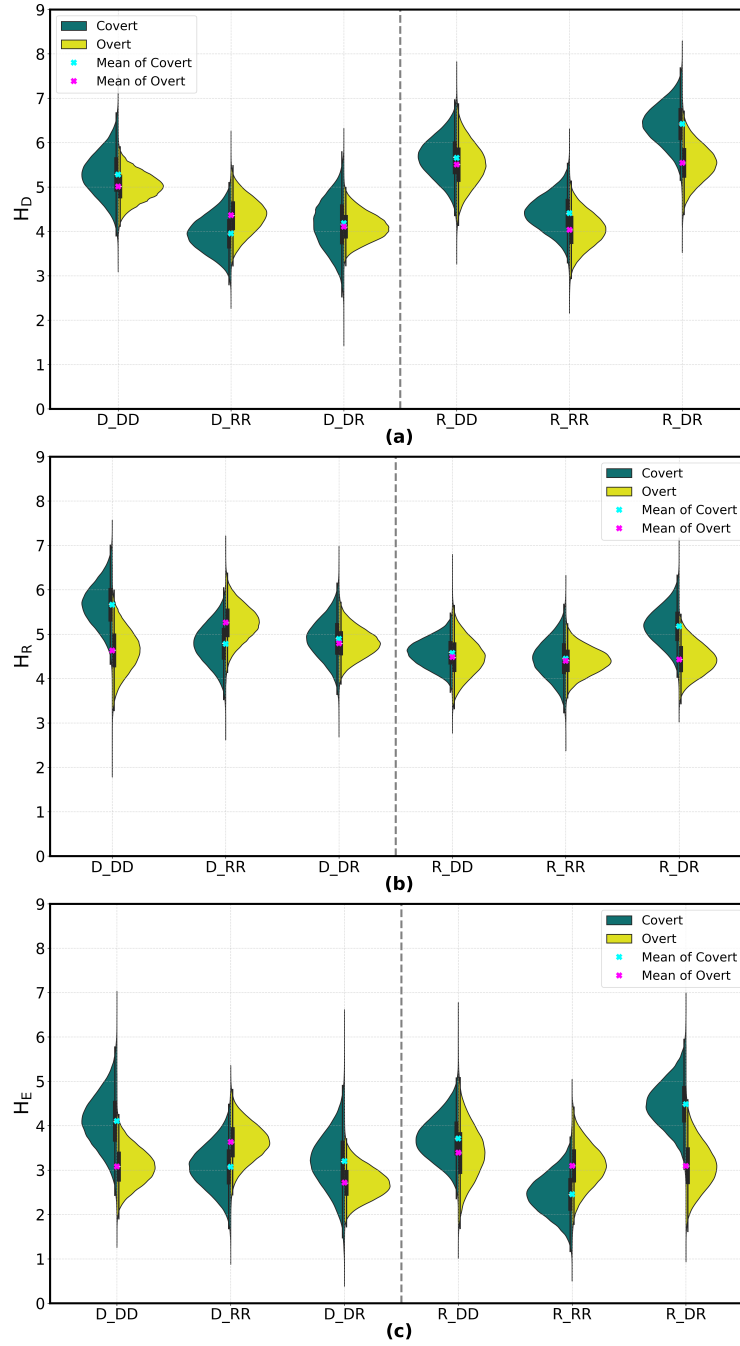 9
8
7
6
5
4
3
2
1
0
H_D
Covert
Overt
Mean of Covert
Mean of Overt
D_DD D_RR D_DR R_DD R_RR R_DR
(a)
9
8
7
6
5
4
3
2
1
0
H_R
Covert
Overt
Mean of Covert
Mean of Overt
D_DD D_RR D_DR R_DD R_RR R_DR
(b)
9
8
7
6
5
4
3
2
1
0
H_E
Covert
Overt
Mean of Covert
Mean of Overt
D_DD D_RR D_DR R_DD R_RR R_DR
(c)